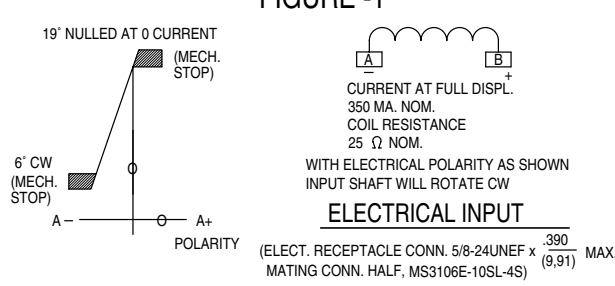 FIGURE -1
19° NULLED AT 0 CURRENT
(MECH.
STOP)
6° CW
(MECH.
STOP)
O
A – O A+
POLARITY
A B
– +
CURRENT AT FULL DISPL.
350 MA. NOM.
COIL RESISTANCE
25 Ω NOM.
WITH ELECTRICAL POLARITY AS SHOWN
INPUT SHAFT WILL ROTATE CW
ELECTRICAL INPUT
(ELECT. RECEPTACLE CONN. 5/8-24UNEF x .390 / (9,91) MAX
MATING CONN. HALF, MS3106E-10SL-4S)